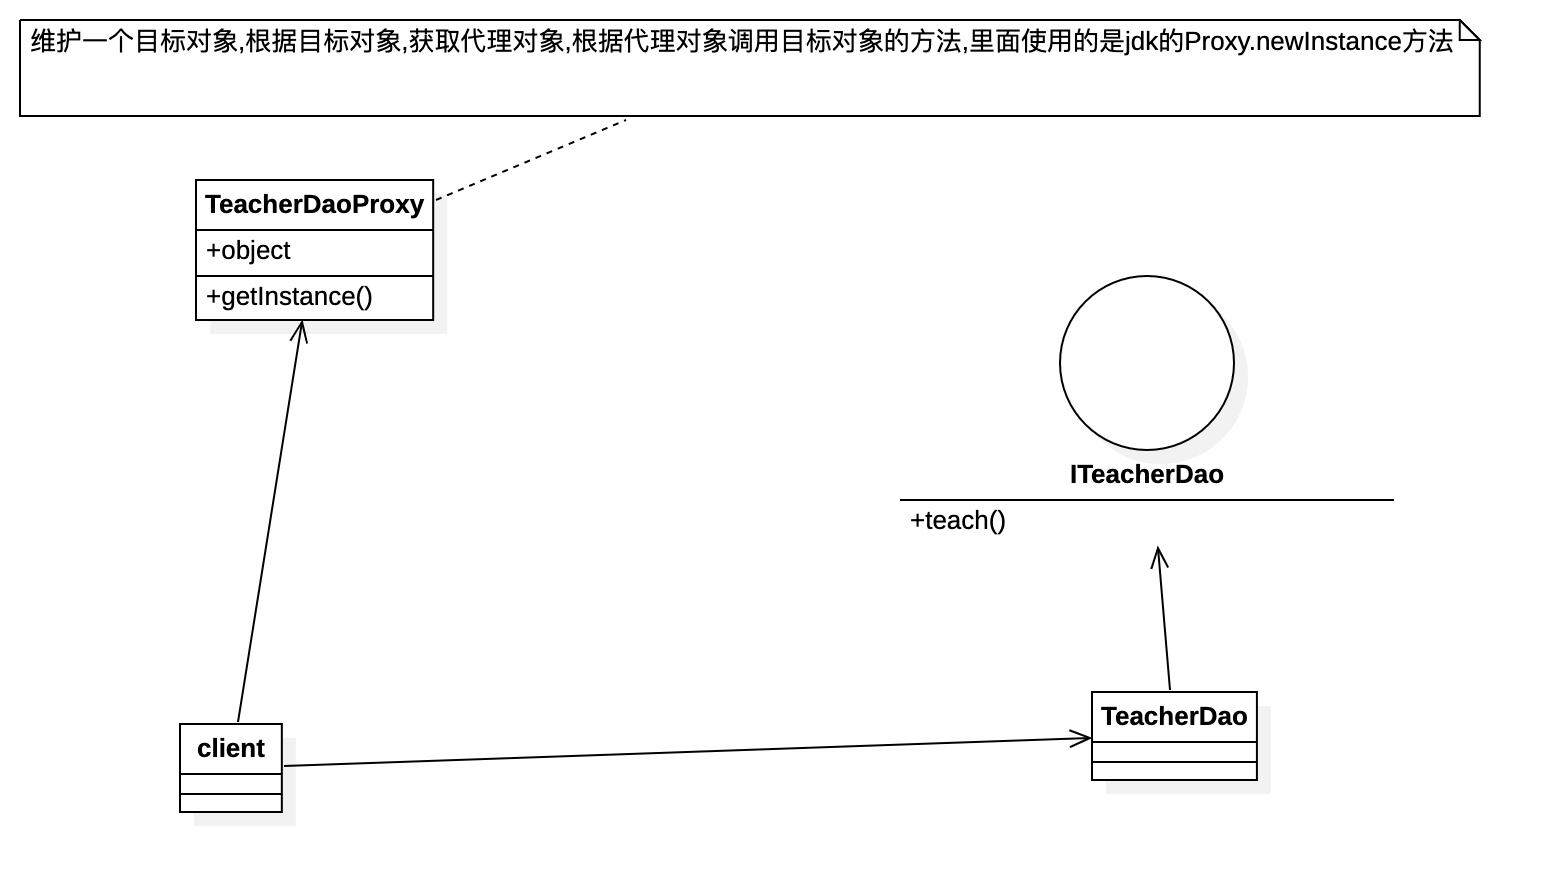 维护一个目标对象,根据目标对象,获取代理对象,根据代理对象调用目标对象的方法,里面使用的是jdk的Proxy.newInstance方法
TeacherDaoProxy
+object
+getInstance()
ITeacherDao
+teach()
TeacherDao
client